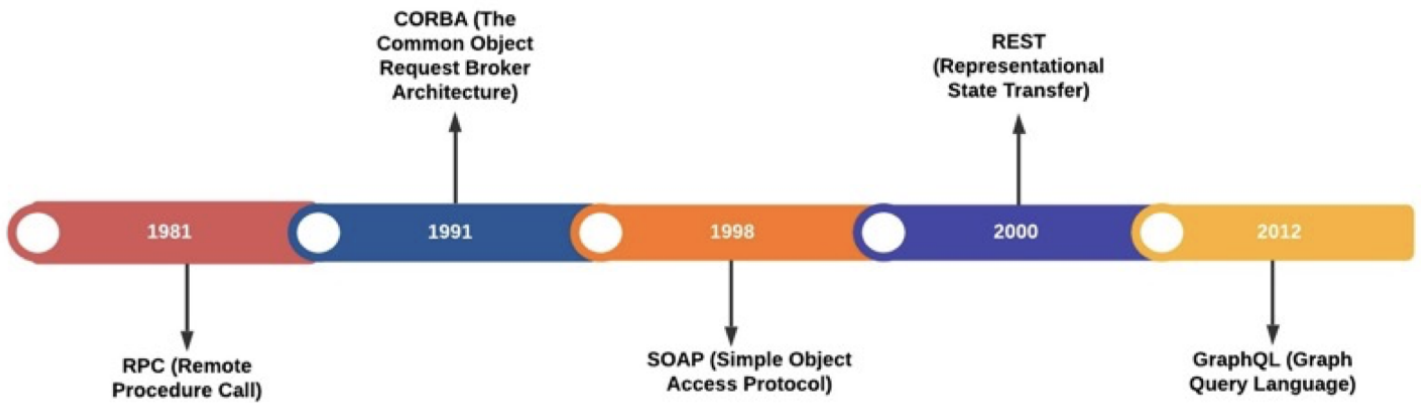 CORBA (The
Common Object
Request Broker
Architecture)
REST
(Representational
State Transfer)
1981
1991
1998
2000
2012
RPC (Remote
Procedure Call)
SOAP (Simple Object
Access Protocol)
GraphQL (Graph
Query Language)